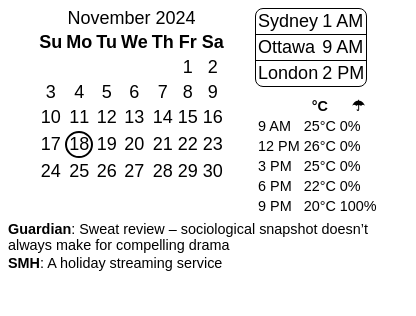 November 2024
Su Mo Tu We Th Fr Sa
1 2
3 4 5 6 7 8 9
10 11 12 13 14 15 16
17 18 19 20 21 22 23
24 25 26 27 28 29 30
Sydney 1 AM
Ottawa 9 AM
London 2 PM
°C ☂
9 AM 25°C 0%
12 PM 26°C 0%
3 PM 25°C 0%
6 PM 22°C 0%
9 PM 20°C 100%
Guardian: Sweat review – sociological snapshot doesn’t
always make for compelling drama
SMH: A holiday streaming service